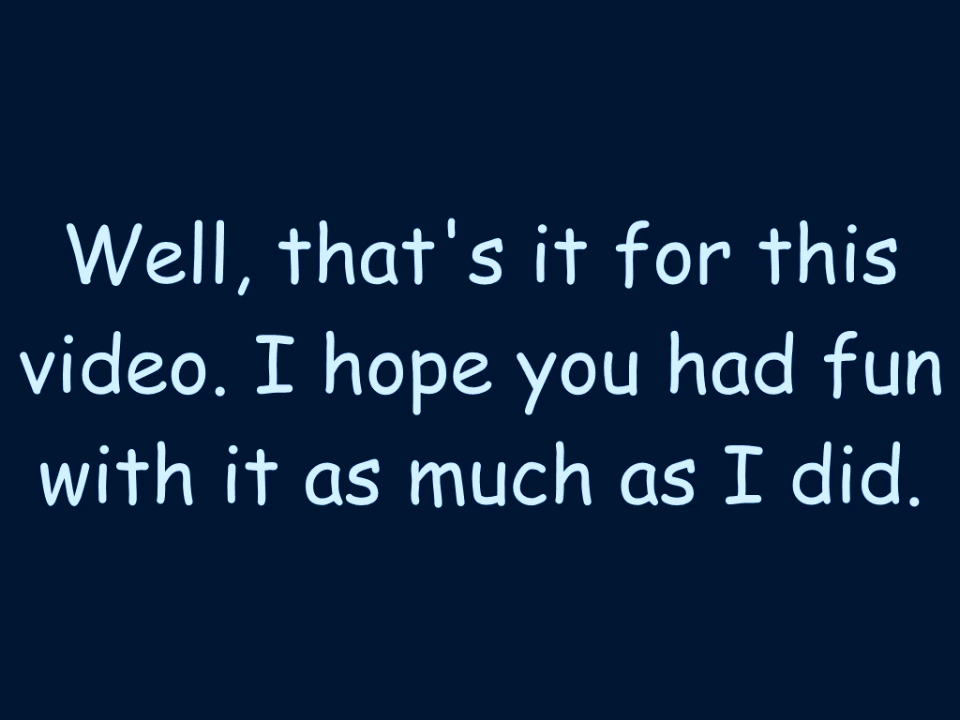 Well, that's it for this
video. I hope you had fun
with it as much as I did.